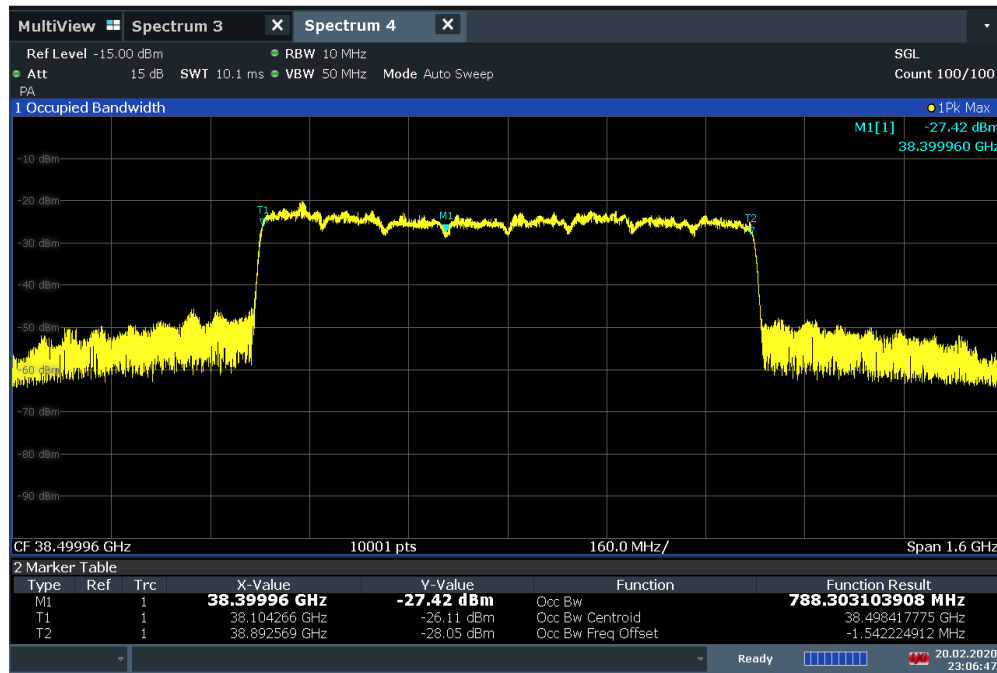 MultiView Spectrum 3 X Spectrum 4 X
Ref Level -15.00 dBm RBW 10 MHz SGL
Att 15 dB SWT 10.1 ms VBW 50 MHz Mode Auto Sweep Count 100/100
PA
1 Occupied Bandwidth 1Pk Max
M1[1] -27.42 dBm
38.399960 GHz
-10 dBm
-20 dBm
T1 M1 T2
-30 dBm
-40 dBm
-50 dBm
-60 dBm
-70 dBm
-80 dBm
-90 dBm
CF 38.49996 GHz 10001 pts 160.0 MHz/ Span 1.6 GHz
2 Marker Table
Type Ref Trc X-Value Y-Value Function Function Result
M1 1 38.39996 GHz -27.42 dBm Occ Bw 788.303103908 MHz
T1 1 38.104266 GHz -26.11 dBm Occ Bw Centroid 38.498417775 GHz
T2 1 38.892569 GHz -28.05 dBm Occ Bw Freq Offset -1.542224912 MHz
Ready 20.02.2020
23:06:47